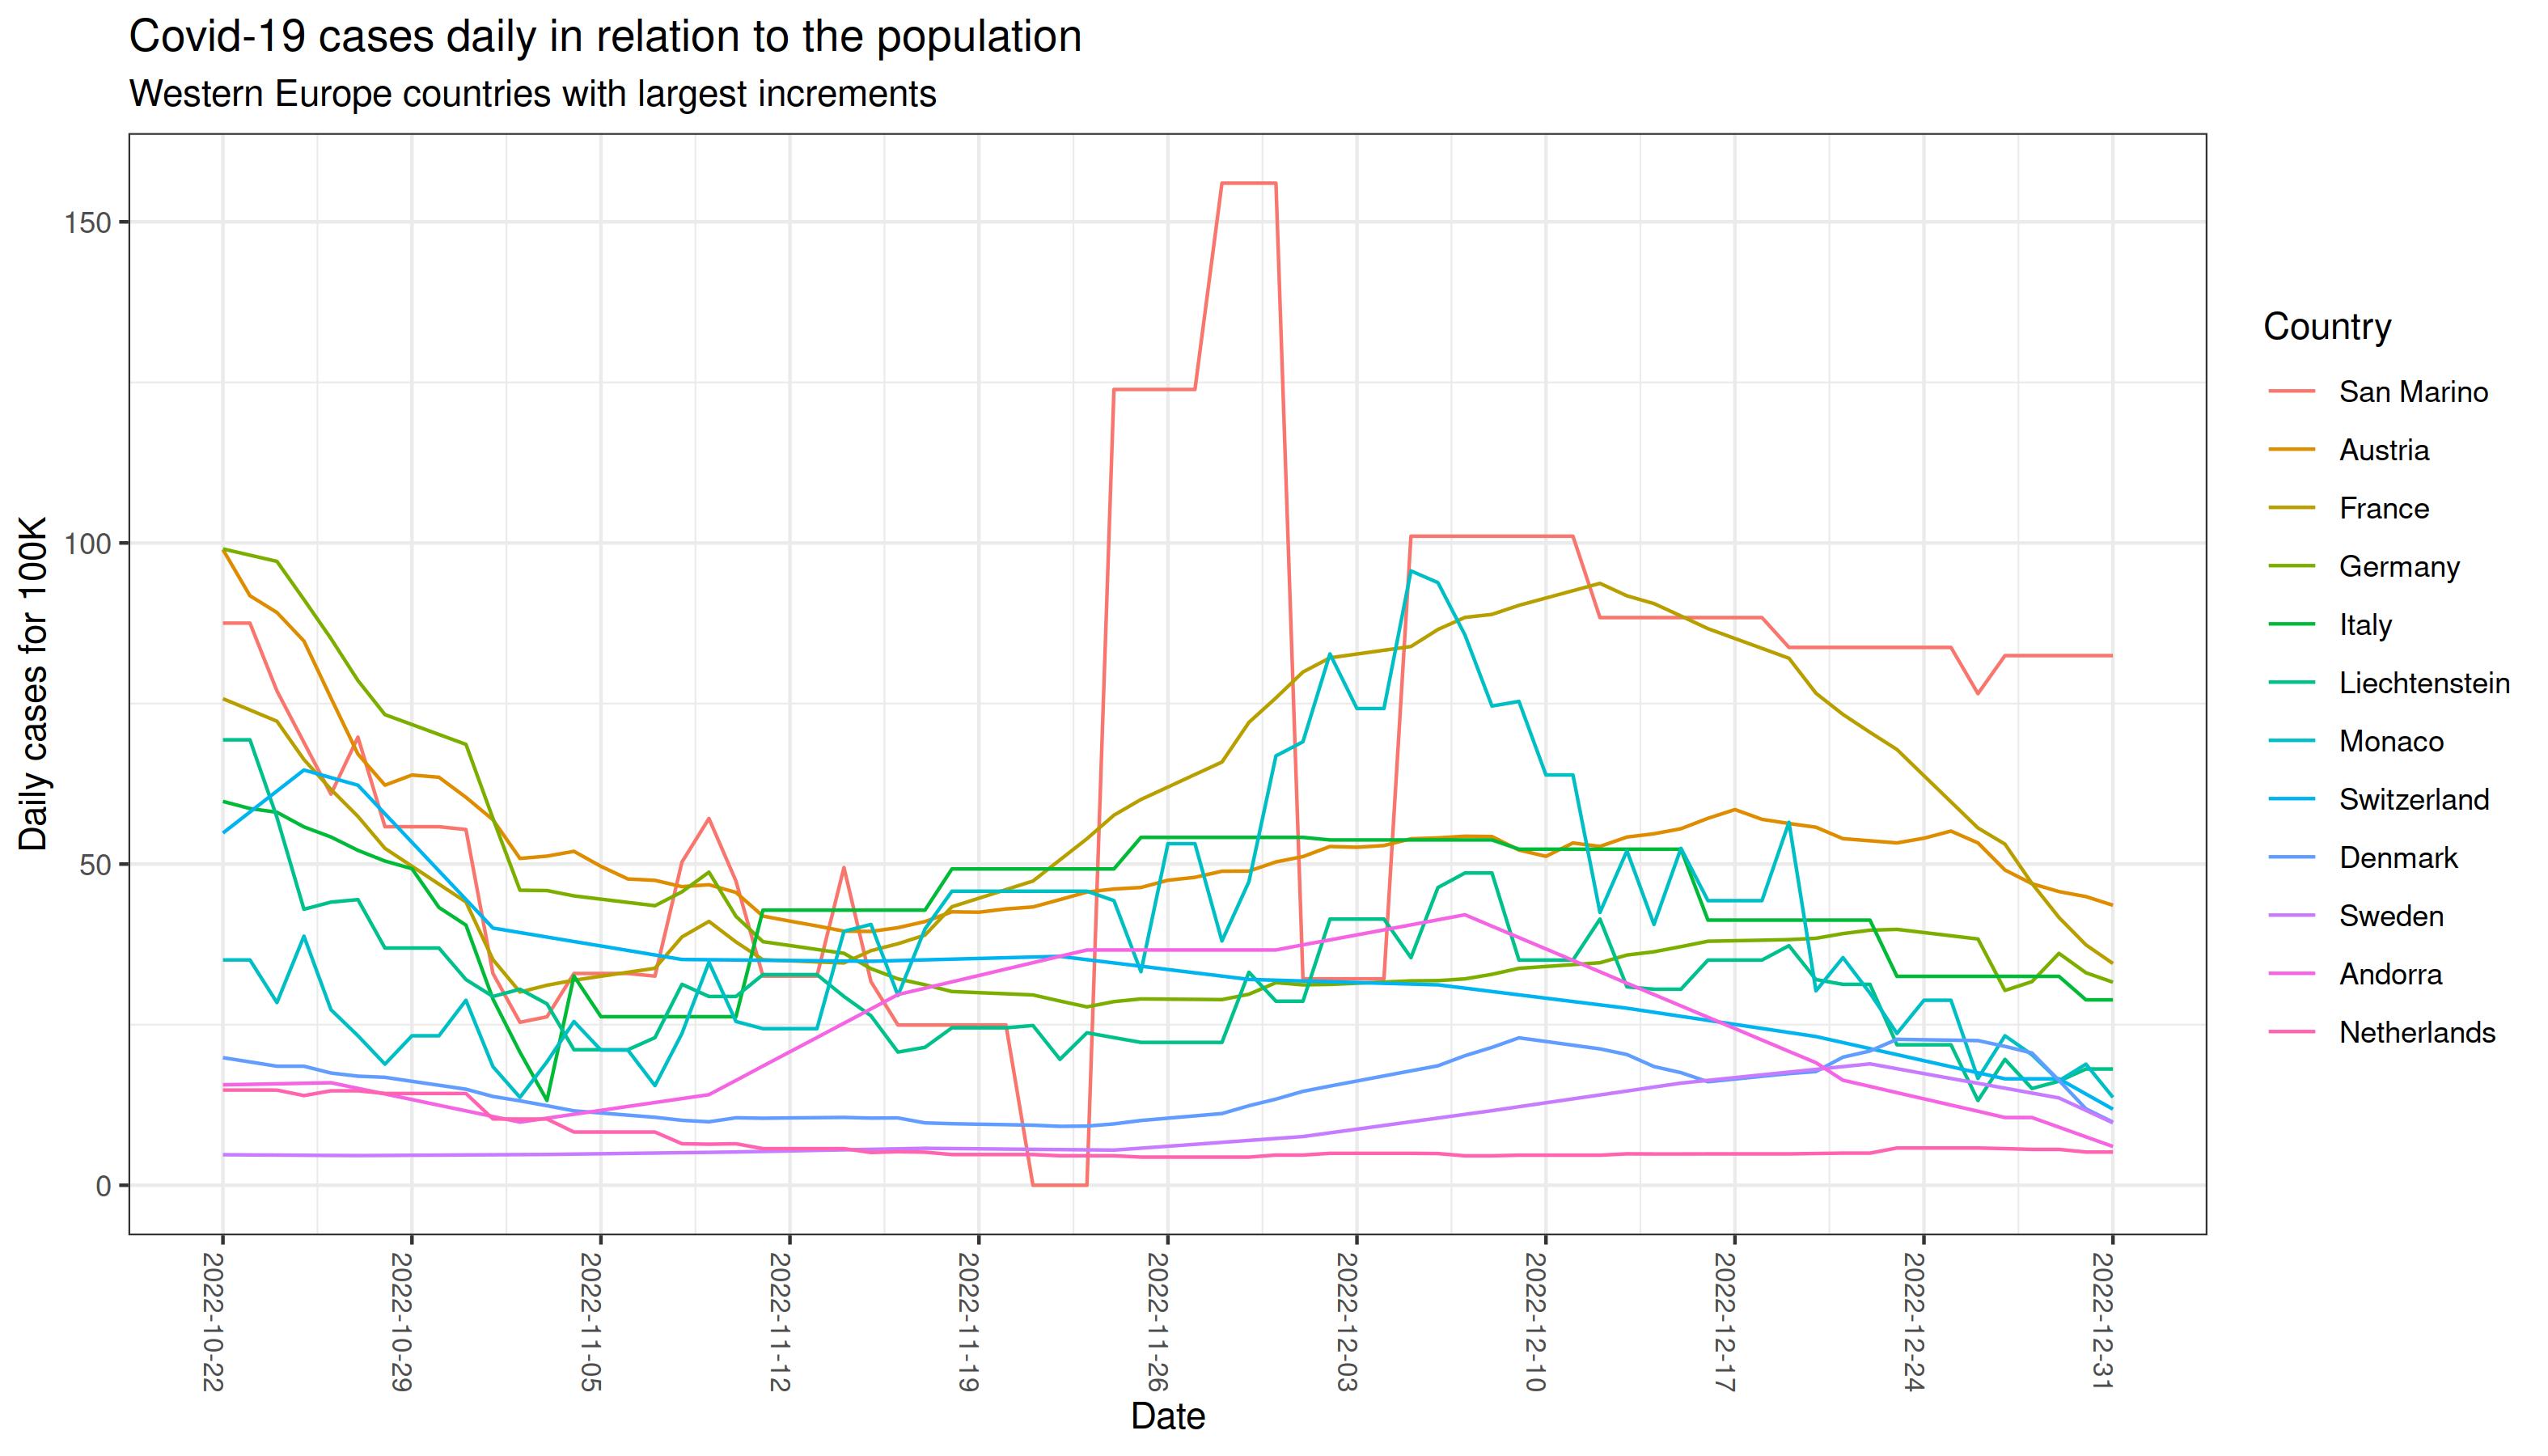 Covid-19 cases daily in relation to the population
Western Europe countries with largest increments
Daily cases for 100K
150
100
50
0
2022-10-22
2022-10-29
2022-11-05
2022-11-12
2022-11-19
2022-11-26
2022-12-03
2022-12-10
2022-12-17
2022-12-24
2022-12-31
Date
Country
San Marino
Austria
France
Germany
Italy
Liechtenstein
Monaco
Switzerland
Denmark
Sweden
Andorra
Netherlands